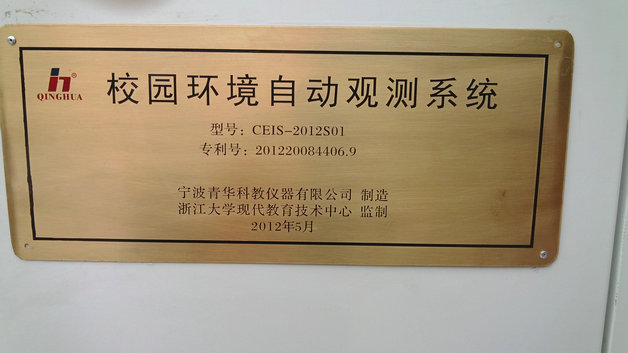 QINGHUA ®
校园环境自动观测系统
型号：CEIS-2012S01
专利号：201220084406.9
宁波青华科教仪器有限公司 制造
浙江大学现代教育技术中心 监制
2012年5月